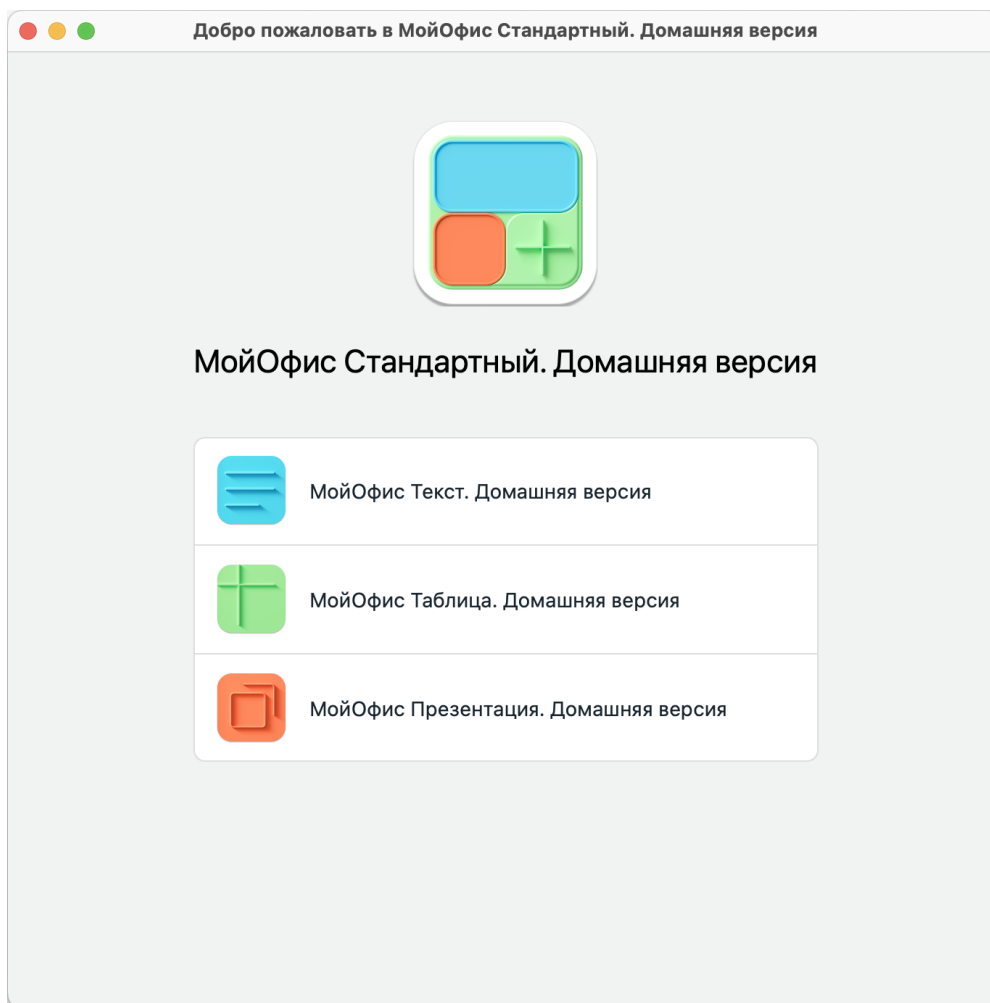 Добро пожаловать в МойОфис Стандартный. Домашняя версия
МойОфис Стандартный. Домашняя версия
МойОфис Текст. Домашняя версия
МойОфис Таблица. Домашняя версия
МойОфис Презентация. Домашняя версия